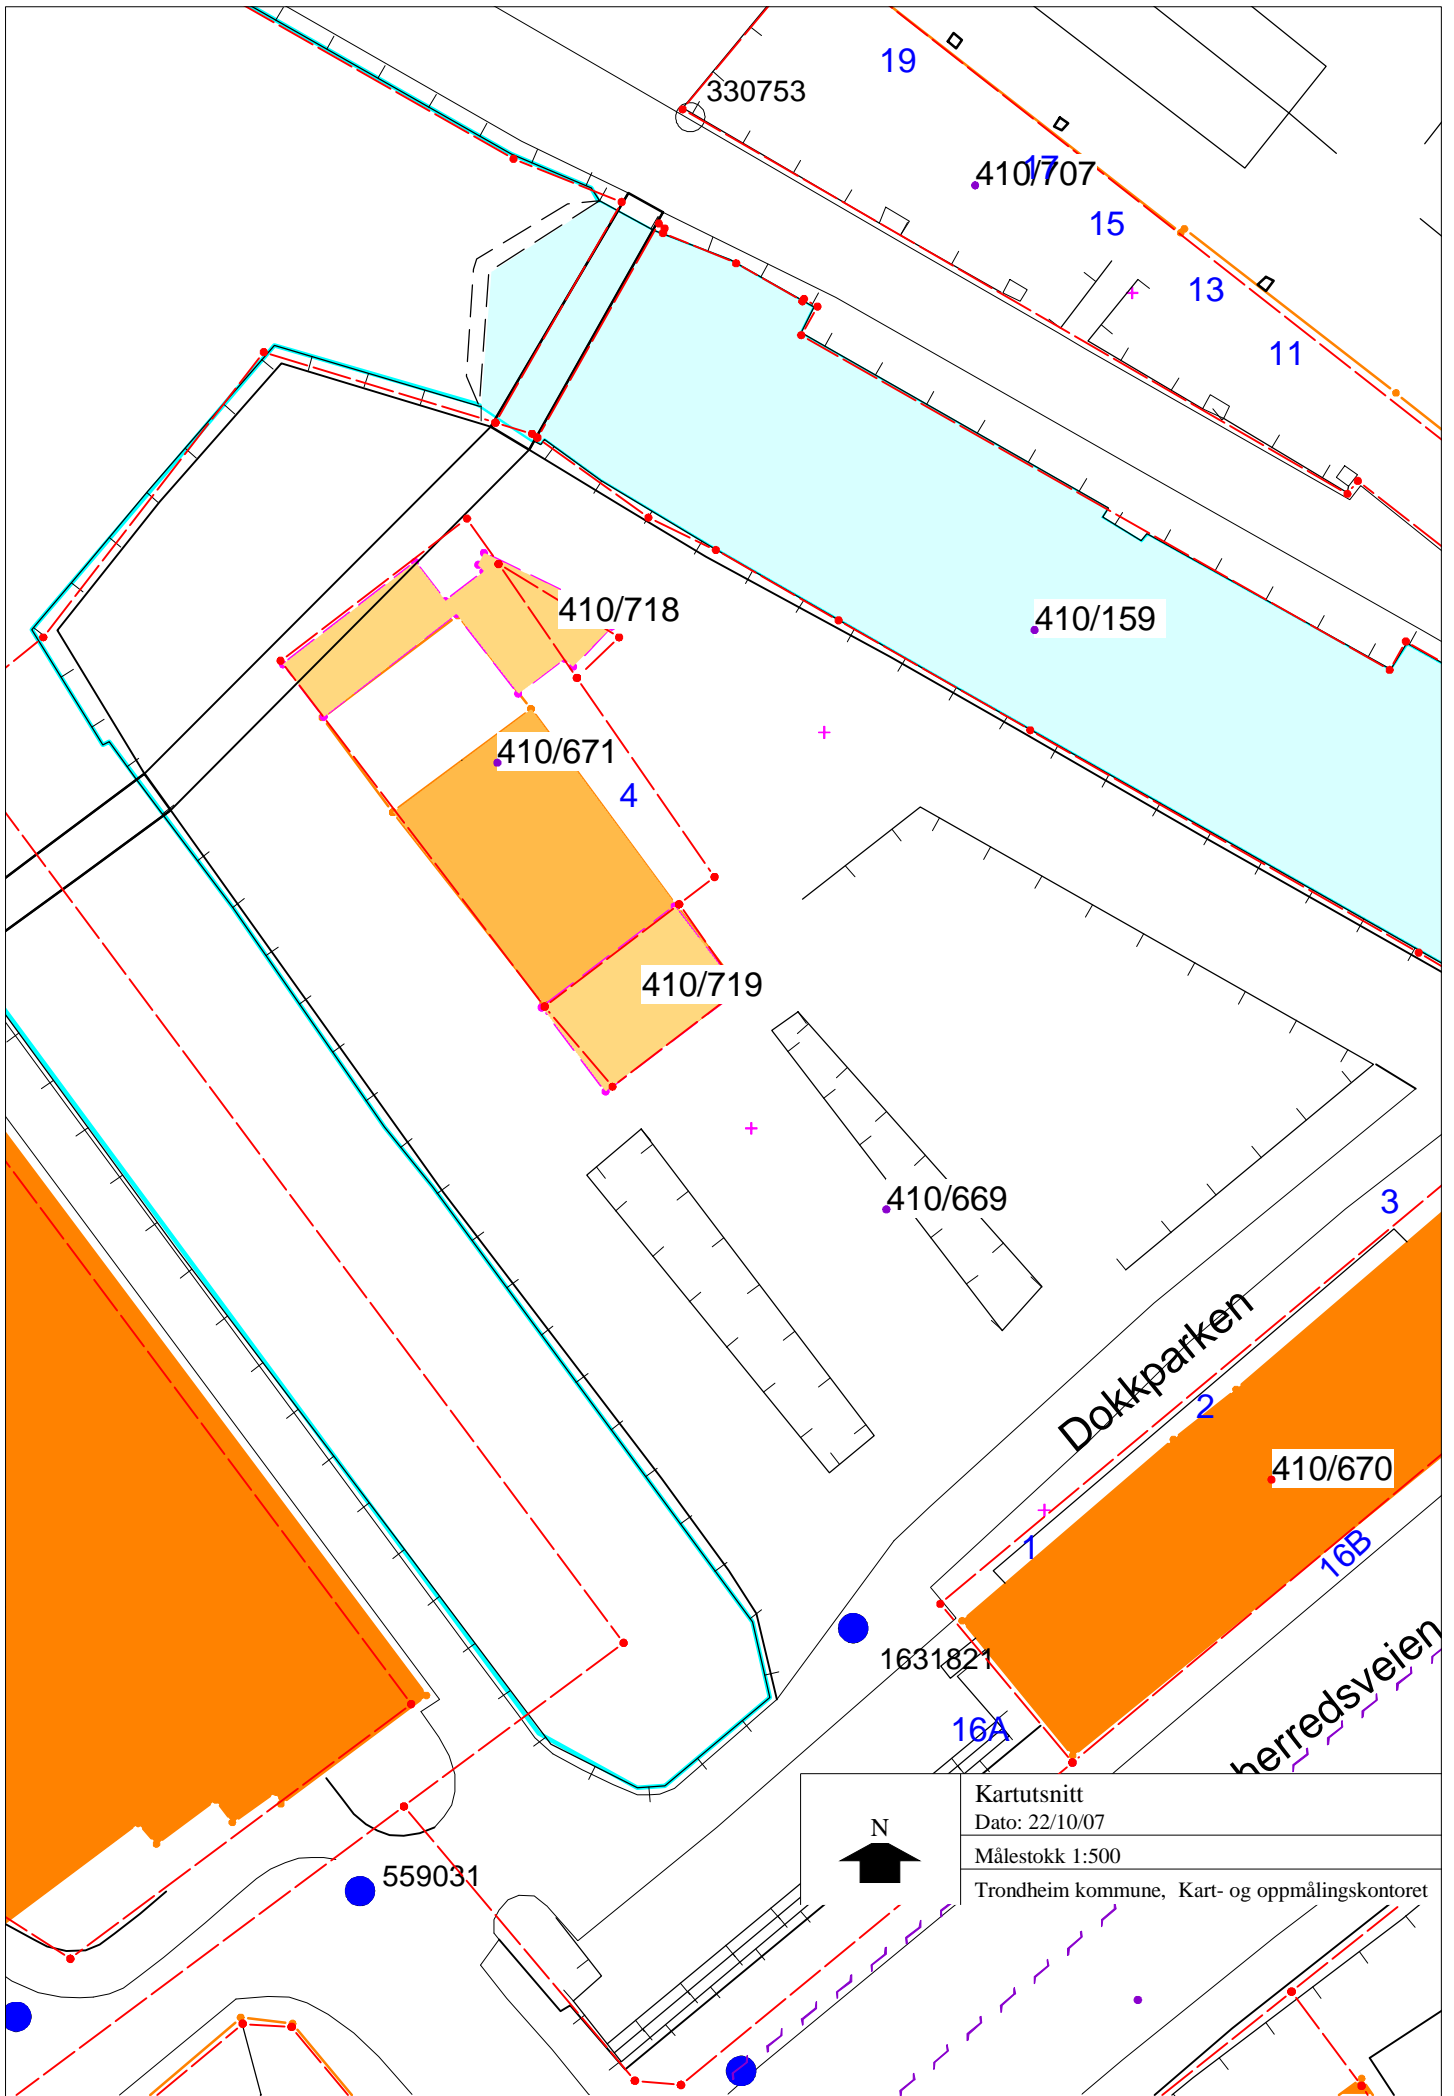 19
330753
17
410/707
15
13
11
410/718
410/159
410/671
4
410/719
410/669
3
Dokkparken
2
410/670
1
16B
1631821
16A
herredsveien
Kartutsnitt
Dato: 22/10/07
N
Målestokk 1:500
Trondheim kommune, Kart- og oppmålingskontoret
559031